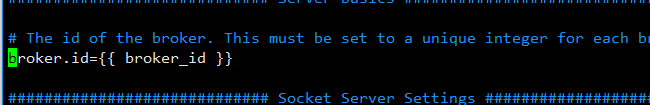 ############################# Server Basics #############################
# The id of the broker. This must be set to a unique integer for each
broker.id={{ broker_id }}
############################# Socket Server Settings ####################